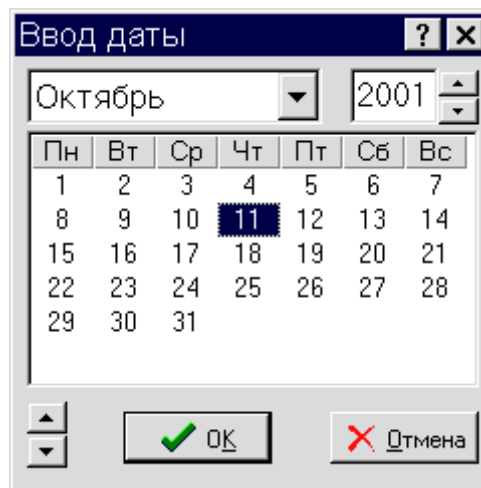 Ввод даты
Октябрь 2001
Пн Вт Ср Чт Пт Сб Вс
1 2 3 4 5 6 7
8 9 10 11 12 13 14
15 16 17 18 19 20 21
22 23 24 25 26 27 28
29 30 31
OK Отмена